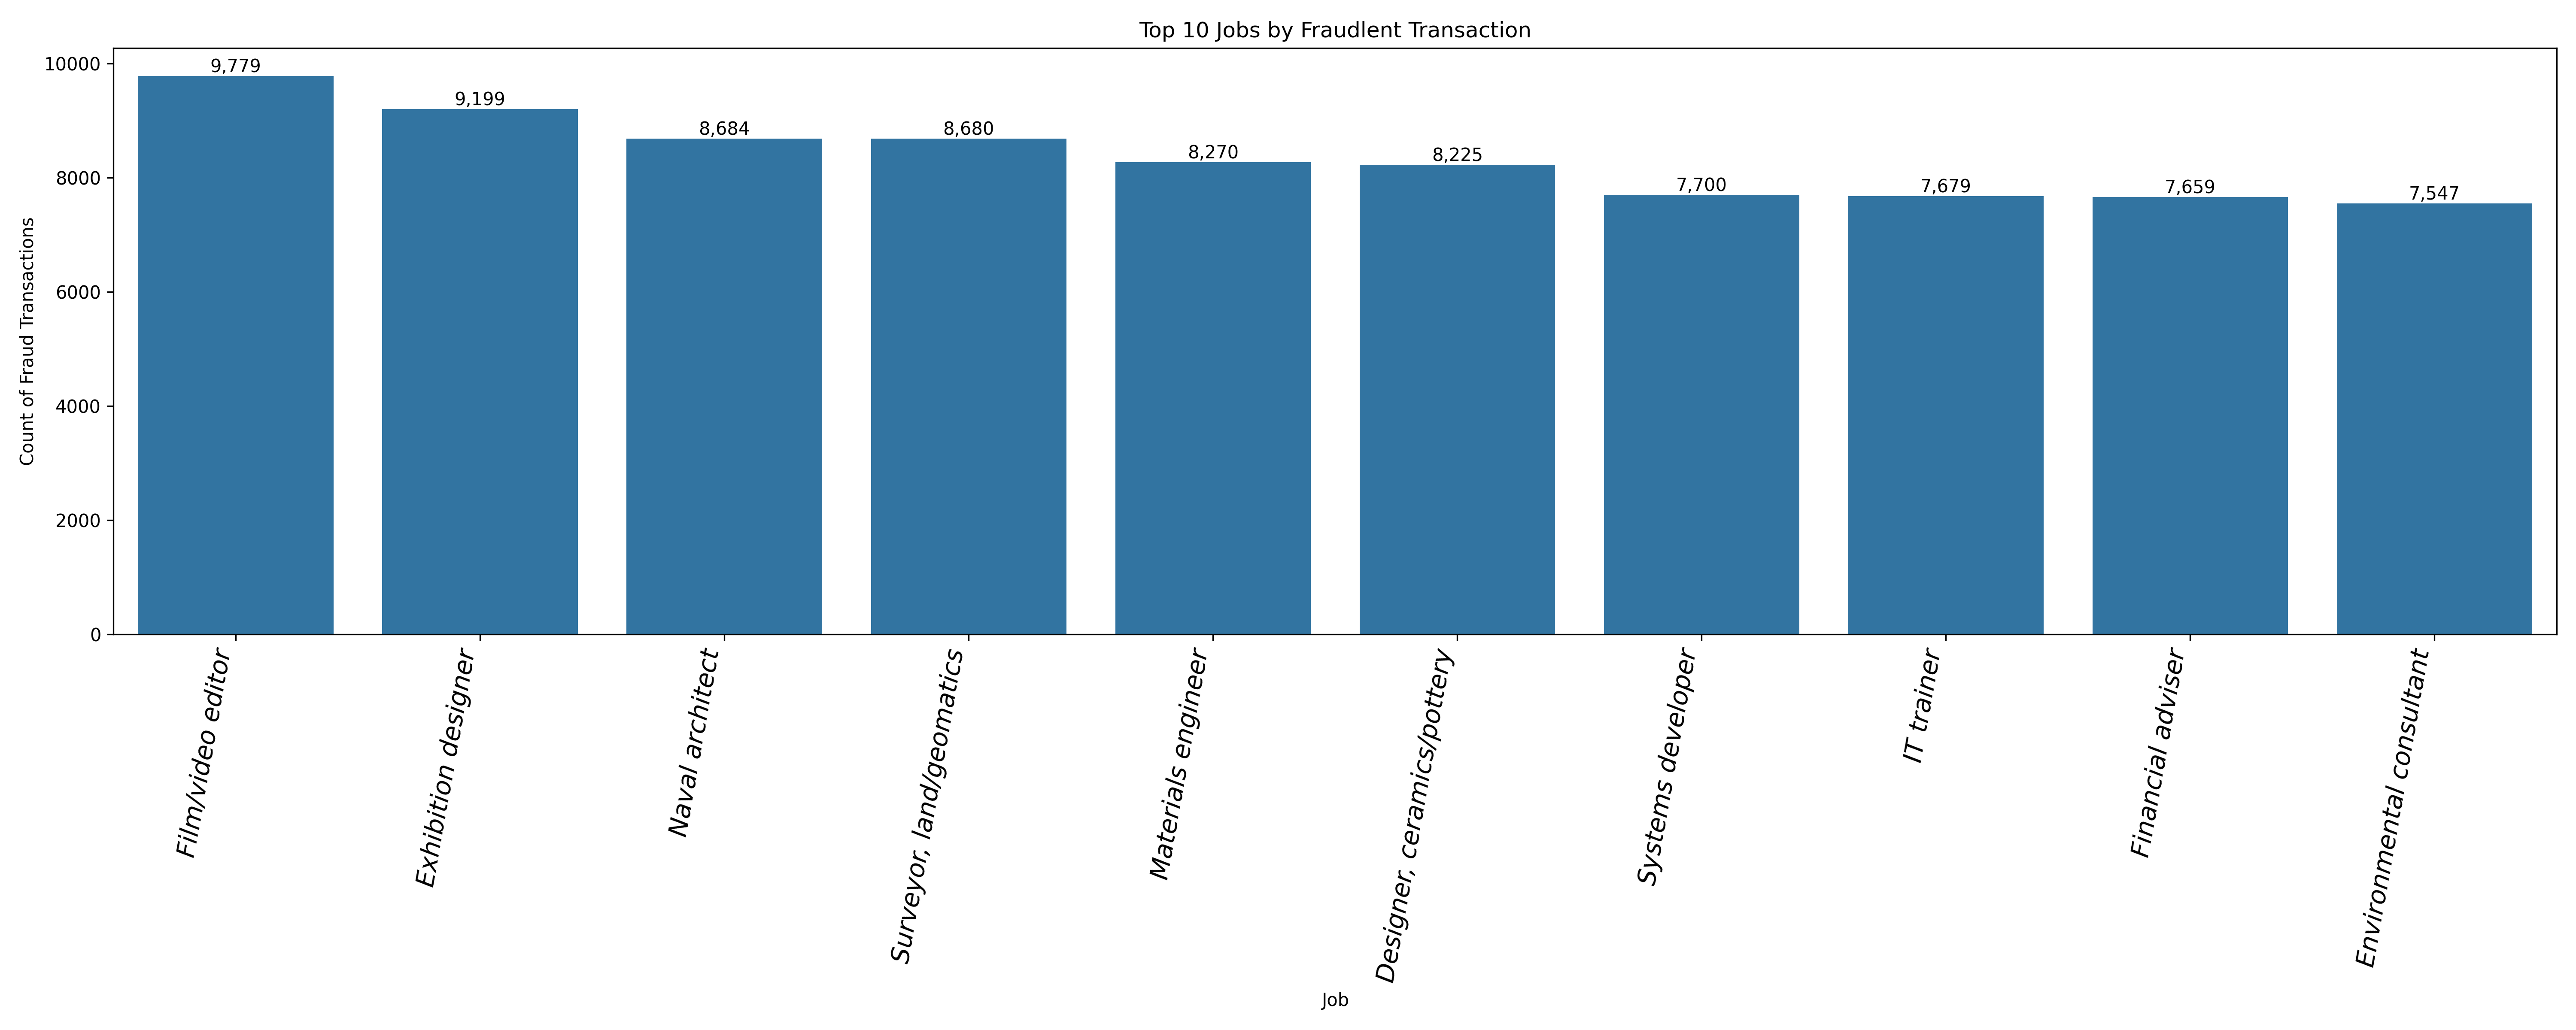 Top 10 Jobs by Fraudlent Transaction
Count of Fraud Transactions
10000
8000
6000
4000
2000
0
9,779
9,199
8,684
8,680
8,270
8,225
7,700
7,679
7,659
7,547
Film/video editor
Exhibition designer
Naval architect
Surveyor, land/geomatics
Materials engineer
Designer, ceramics/pottery
Systems developer
IT trainer
Financial adviser
Environmental consultant
Job